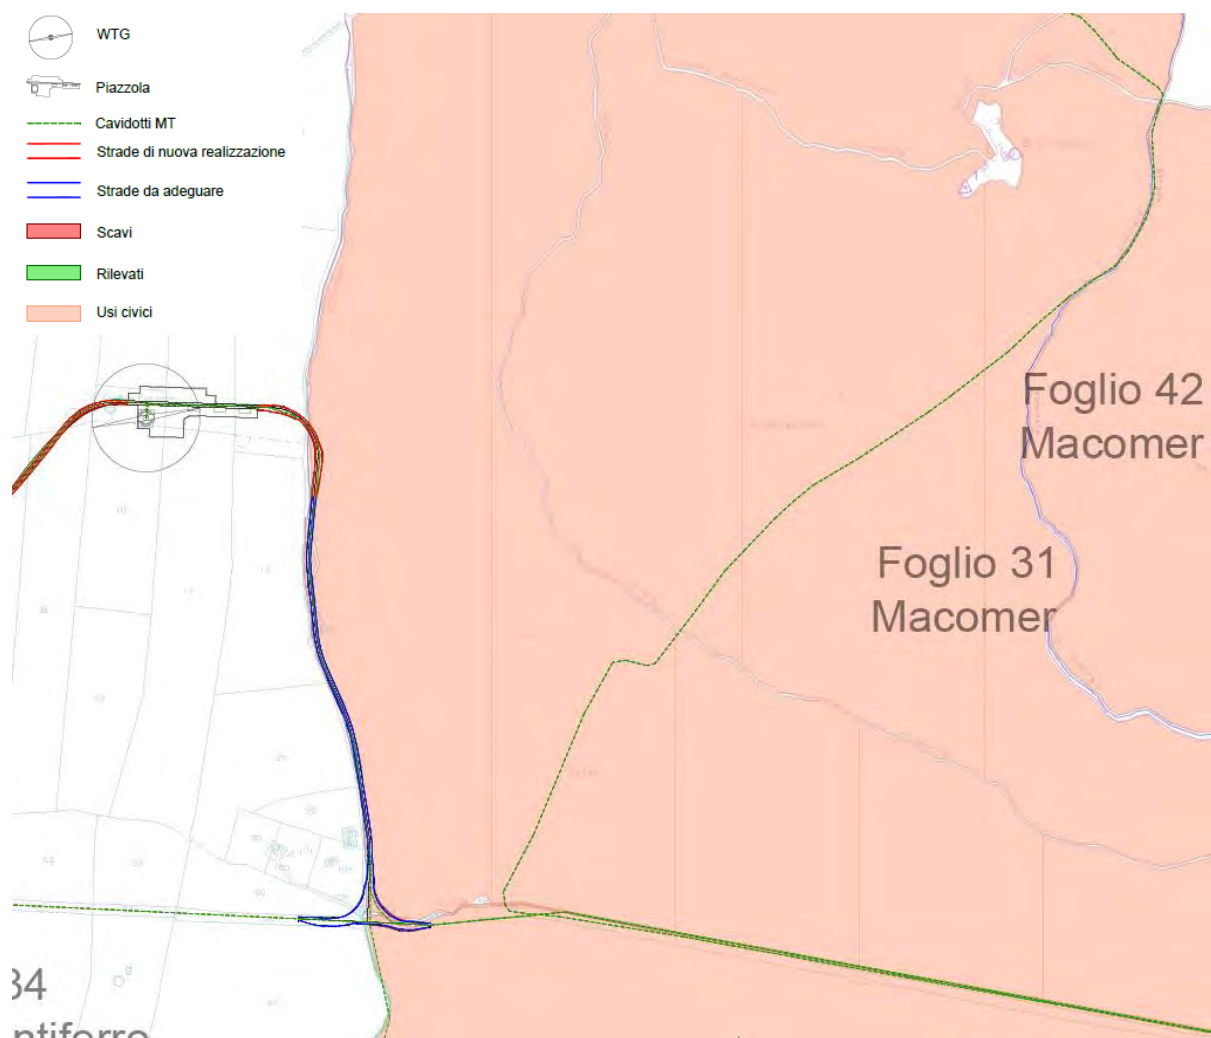 WTG
Piazzola
Cavidotti MT
Strade di nuova realizzazione
Strade da adeguare
Scavi
Rilevati
Usi civici
Foglio 42
Macomer
Foglio 31
Macomer
34
ntiferro